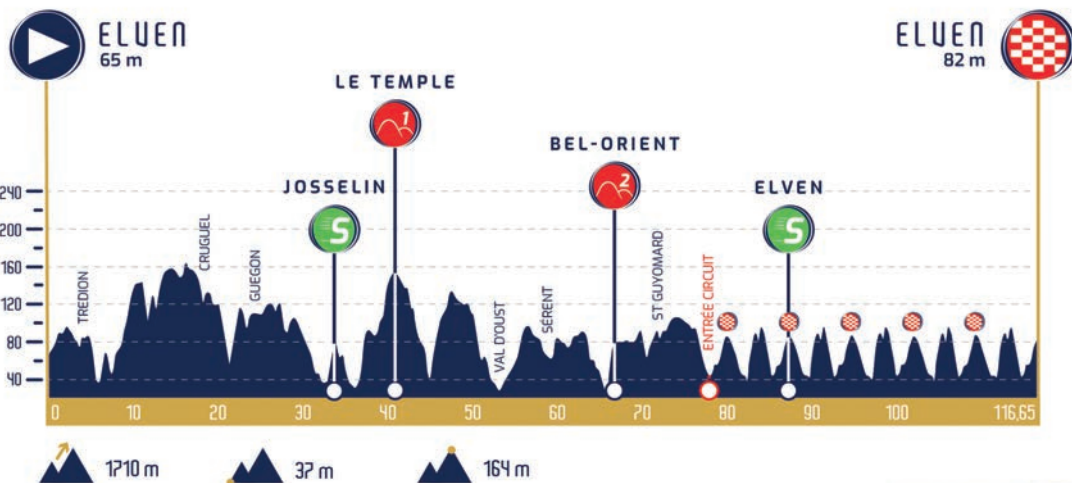 ELVEN
65 m
ELVEN
82 m
LE TEMPLE
1
BEL-ORIENT
2
JOSSELIN
S
ELVEN
S
240
200
160
120
80
40
TREDION
CRUGUEL
GUEGON
VAL D'OUST
SÉRENT
ST GUYOMARD
ENTRÉE CIRCUIT
0 10 20 30 40 50 60 70 80 90 100 116,65
1710 m 37 m 164 m